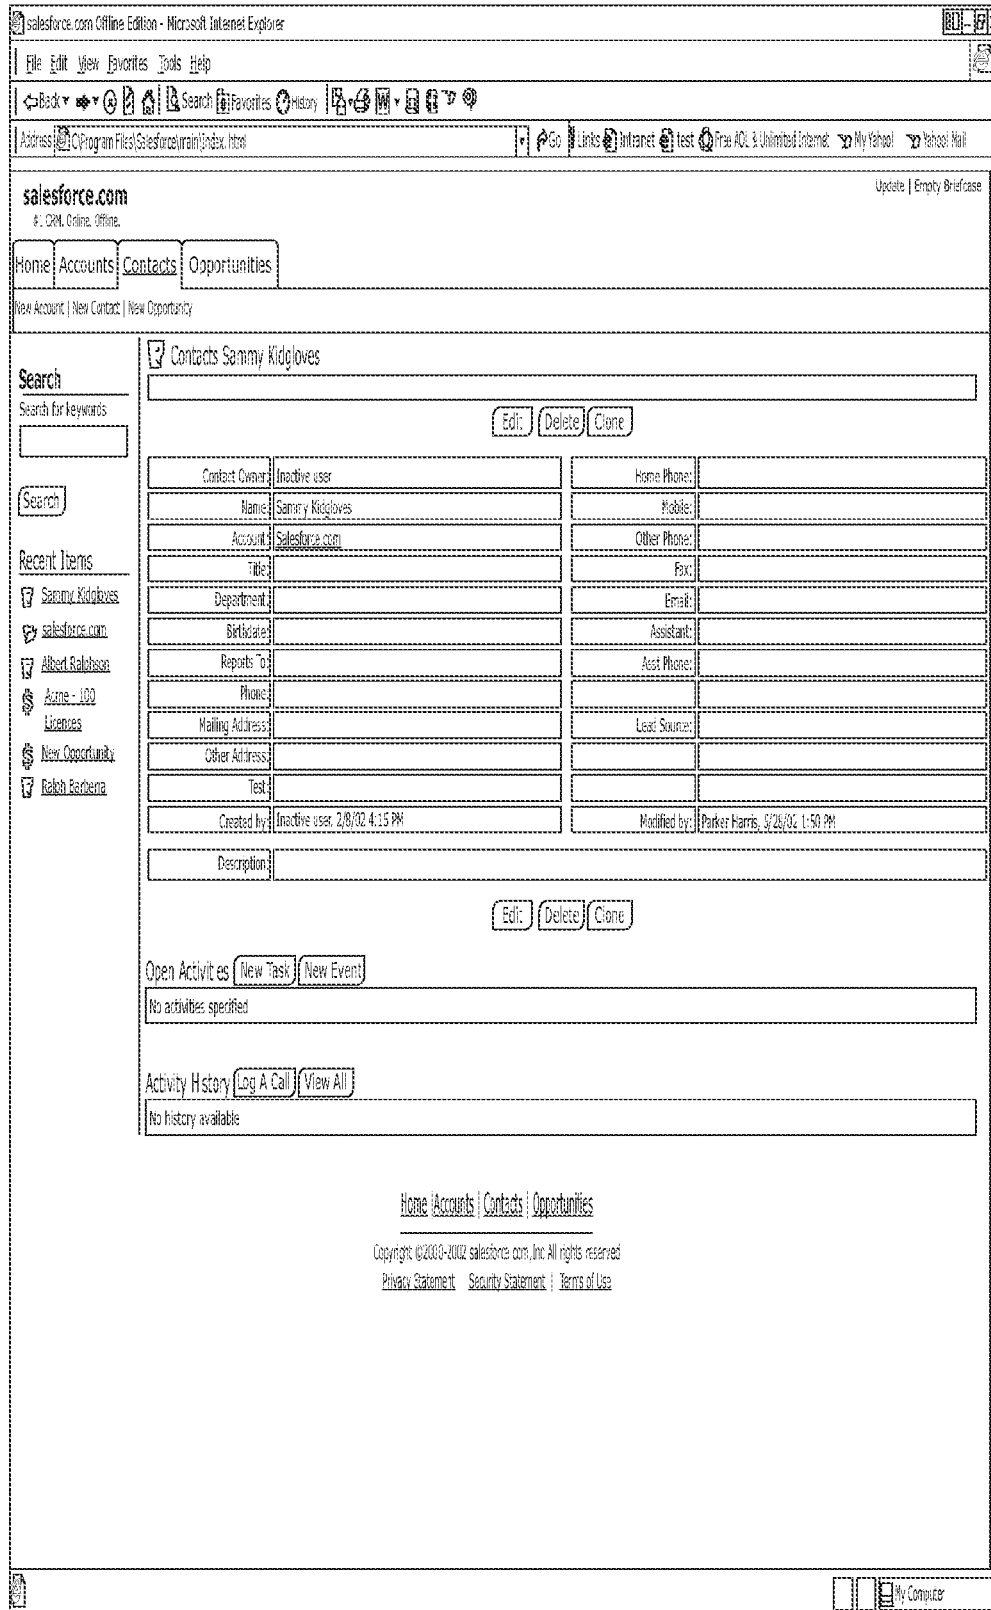 salesforce.com Offline Edition - Microsoft Internet Explorer
File Edit View Favorites Tools Help
Back Search Favorites History
Address C:\Program Files\Salesforce\main\index.html Go Links Intranet test Free AOL & Unlimited Internet My Yahoo! Yahoo! Mail
salesforce.com
#1 CRM. Online. Offline.
Update | Empty Briefcase
Home Accounts Contacts Opportunities
New Account | New Contact | New Opportunity
Search
Search for keywords
Search
Recent Items
Sammy Kidgloves
salesforce.com
Albert Ralphson
Acme - 100
Licences
New Opportunity
Ralph Barberia
Contacts Sammy Kidgloves
Edit Delete Clone
Contact Owner: Inactive user Home Phone:
Name: Sammy Kidgloves Mobile:
Account: Salesforce.com Other Phone:
Title: Fax:
Department: Email:
Birthdate: Assistant:
Reports To: Asst Phone:
Phone:
Mailing Address: Lead Source:
Other Address:
Test:
Created by: Inactive user, 2/8/02 4:15 PM Modified by: Parker Harris, 5/28/02 1:50 PM
Description:
Edit Delete Clone
Open Activities New Task New Event
No activities specified
Activity History Log A Call View All
No history available
Home | Accounts | Contacts | Opportunities
Copyright ©2000-2002 salesforce.com, Inc All rights reserved
Privacy Statement Security Statement | Terms of Use
My Computer